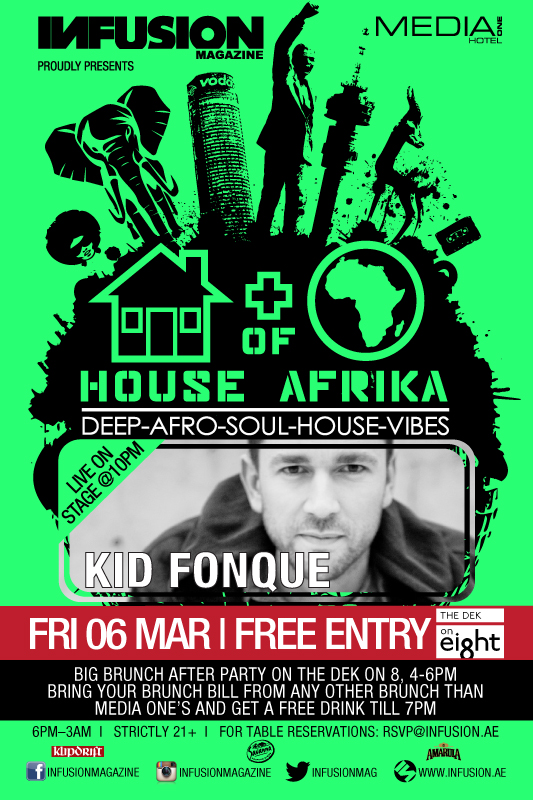 INFUSION
MAGAZINE
PROUDLY PRESENTS
MEDIA ONE
HOTEL
vod
OF
HOUSE AFRIKA
DEEP-AFRO-SOUL-HOUSE-VIBES
LIVE ON
STAGE @10PM
KID FONQUE
FRI 06 MAR | FREE ENTRY
THE DEK
on
ei8ht
BIG BRUNCH AFTER PARTY ON THE DEK ON 8, 4-6PM
BRING YOUR BRUNCH BILL FROM ANY OTHER BRUNCH THAN
MEDIA ONE'S AND GET A FREE DRINK TILL 7PM
6PM–3AM | STRICTLY 21+ | FOR TABLE RESERVATIONS: RSVP@INFUSION.AE
KLIPDRIFT
SAVANNA
AMARULA
INFUSIONMAGAZINE
INFUSIONMAGAZINE
INFUSIONMAG
WWW.INFUSION.AE